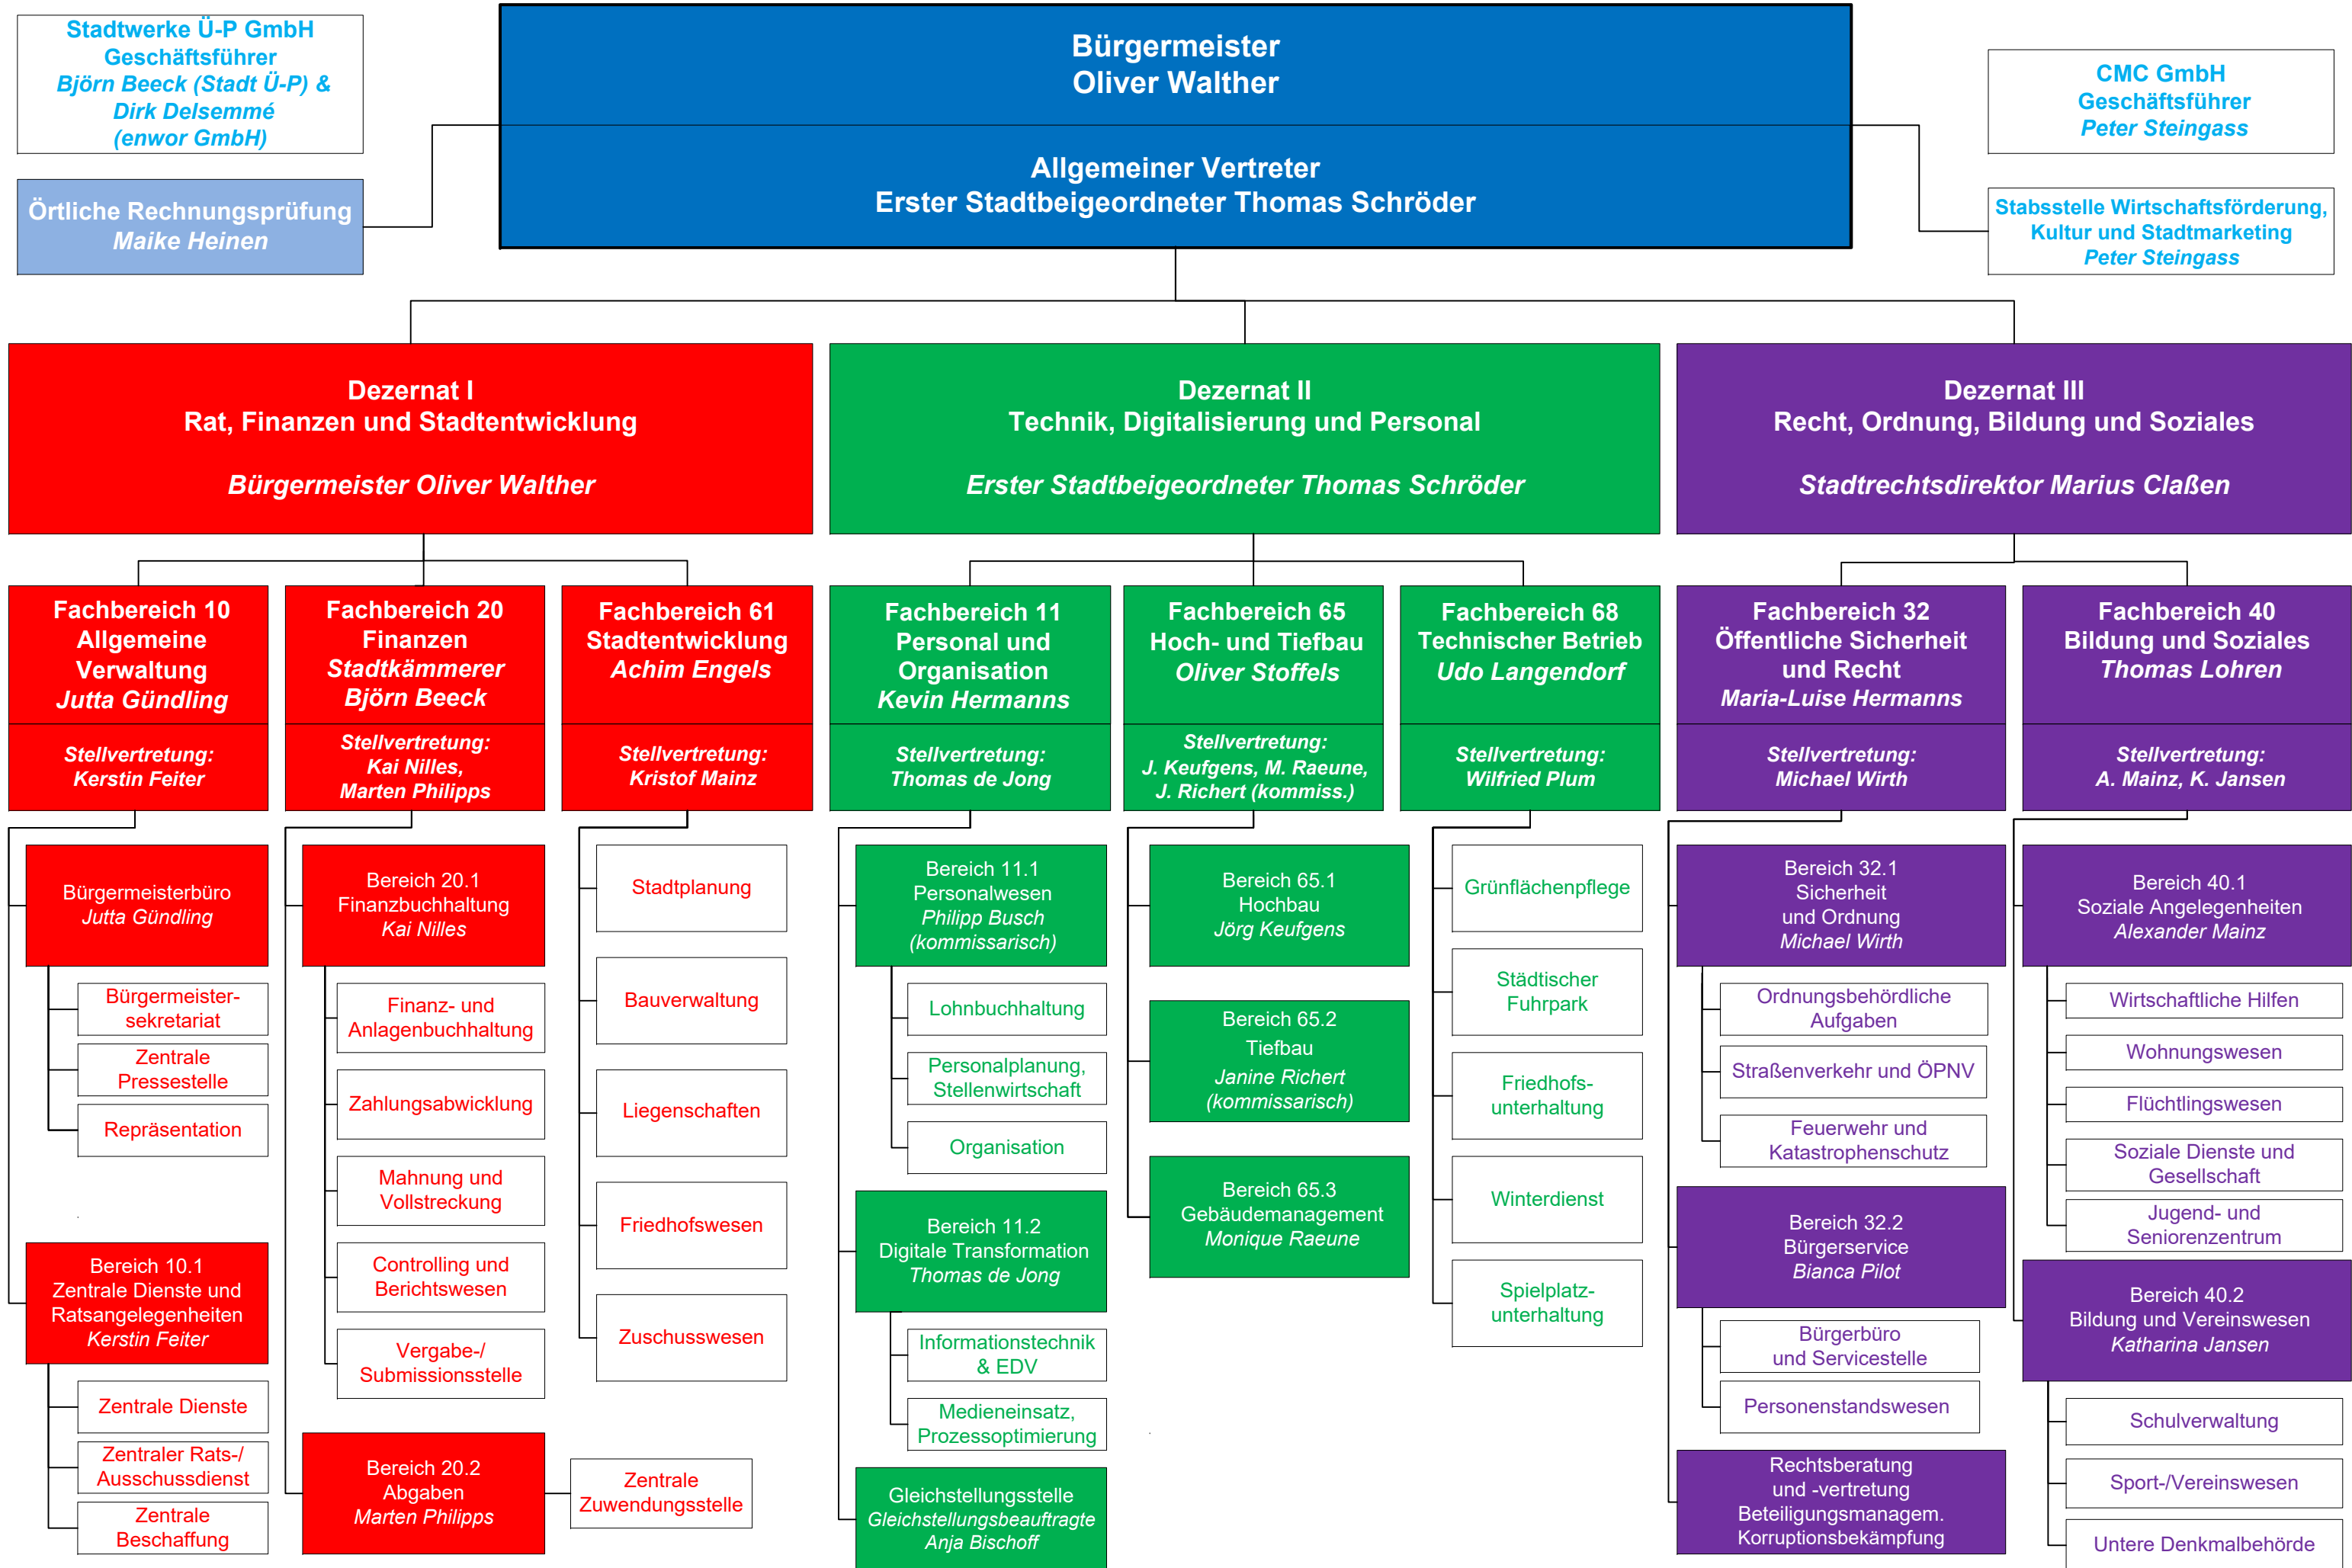 Stadtwerke Ü-P GmbH
Geschäftsführer
Björn Beeck (Stadt Ü-P) &
Dirk Delsemmé
(enwor GmbH)
Örtliche Rechnungsprüfung
Maike Heinen
Bürgermeister
Oliver Walther
Allgemeiner Vertreter
Erster Stadtbeigeordneter Thomas Schröder
CMC GmbH
Geschäftsführer
Peter Steingass
Stabsstelle Wirtschaftsförderung,
Kultur und Stadtmarketing
Peter Steingass
Dezernat I
Rat, Finanzen und Stadtentwicklung
Bürgermeister Oliver Walther
Dezernat II
Technik, Digitalisierung und Personal
Erster Stadtbeigeordneter Thomas Schröder
Dezernat III
Recht, Ordnung, Bildung und Soziales
Stadtrechtsdirektor Marius Claßen
Fachbereich 10
Allgemeine
Verwaltung
Jutta Gündling
Stellvertretung:
Kerstin Feiter
Fachbereich 20
Finanzen
Stadtkämmerer
Björn Beeck
Stellvertretung:
Kai Nilles,
Marten Philipps
Fachbereich 61
Stadtentwicklung
Achim Engels
Stellvertretung:
Kristof Mainz
Fachbereich 11
Personal und
Organisation
Kevin Hermanns
Stellvertretung:
Thomas de Jong
Fachbereich 65
Hoch- und Tiefbau
Oliver Stoffels
Stellvertretung:
J. Keufgens, M. Raeune,
J. Richert (kommiss.)
Fachbereich 68
Technischer Betrieb
Udo Langendorf
Stellvertretung:
Wilfried Plum
Fachbereich 32
Öffentliche Sicherheit
und Recht
Maria-Luise Hermanns
Stellvertretung:
Michael Wirth
Fachbereich 40
Bildung und Soziales
Thomas Lohren
Stellvertretung:
A. Mainz, K. Jansen
Bürgermeisterbüro
Jutta Gündling
Bürgermeister-
sekretariat
Zentrale
Pressestelle
Repräsentation
Bereich 10.1
Zentrale Dienste und
Ratsangelegenheiten
Kerstin Feiter
Zentrale Dienste
Zentraler Rats-/
Ausschussdienst
Zentrale
Beschaffung
Bereich 20.1
Finanzbuchhaltung
Kai Nilles
Finanz- und
Anlagenbuchhaltung
Zahlungsabwicklung
Mahnung und
Vollstreckung
Controlling und
Berichtswesen
Vergabe-/
Submissionsstelle
Bereich 20.2
Abgaben
Marten Philipps
Zentrale
Zuwendungsstelle
Stadtplanung
Bauverwaltung
Liegenschaften
Friedhofswesen
Zuschusswesen
Bereich 11.1
Personalwesen
Philipp Busch
(kommissarisch)
Lohnbuchhaltung
Personalplanung,
Stellenwirtschaft
Organisation
Bereich 11.2
Digitale Transformation
Thomas de Jong
Informationstechnik
& EDV
Medieneinsatz,
Prozessoptimierung
Gleichstellungsstelle
Gleichstellungsbeauftragte
Anja Bischoff
Bereich 65.1
Hochbau
Jörg Keufgens
Bereich 65.2
Tiefbau
Janine Richert
(kommissarisch)
Bereich 65.3
Gebäudemanagement
Monique Raeune
Grünflächenpflege
Städtischer
Fuhrpark
Friedhofs-
unterhaltung
Winterdienst
Spielplatz-
unterhaltung
Bereich 32.1
Sicherheit
und Ordnung
Michael Wirth
Ordnungsbehördliche
Aufgaben
Straßenverkehr und ÖPNV
Feuerwehr und
Katastrophenschutz
Bereich 32.2
Bürgerservice
Bianca Pilot
Bürgerbüro
und Servicestelle
Personenstandswesen
Rechtsberatung
und -vertretung
Beteiligungsmanagem.
Korruptionsbekämpfung
Bereich 40.1
Soziale Angelegenheiten
Alexander Mainz
Wirtschaftliche Hilfen
Wohnungswesen
Flüchtlingswesen
Soziale Dienste und
Gesellschaft
Jugend- und
Seniorenzentrum
Bereich 40.2
Bildung und Vereinswesen
Katharina Jansen
Schulverwaltung
Sport-/Vereinswesen
Untere Denkmalbehörde